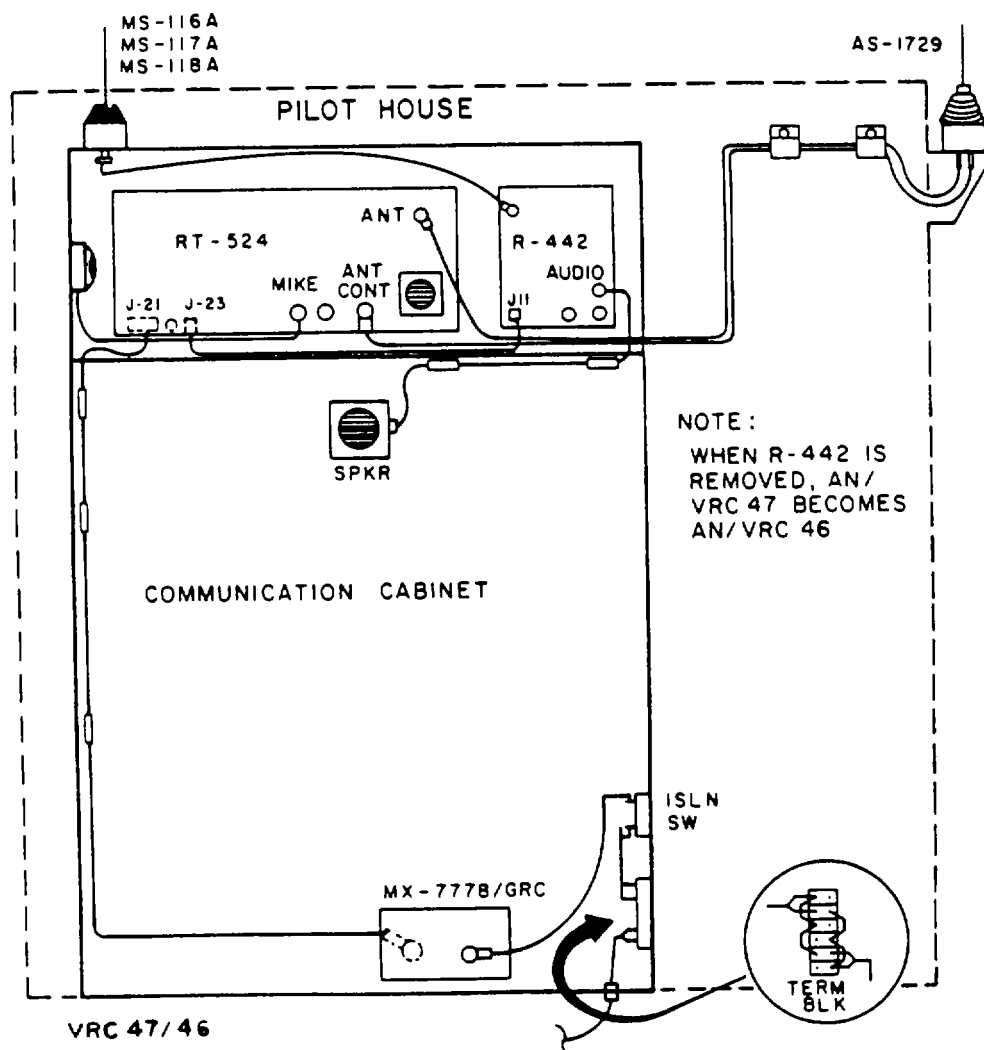 MS-116A
MS-117A
MS-118A
AS-1729
PILOT HOUSE
RT-524
ANT
R-442
MIKE
ANT
CONT
AUDIO
J-21
J-23
J11
SPKR
NOTE:
WHEN R-442 IS
REMOVED, AN/
VRC 47 BECOMES
AN/VRC 46
COMMUNICATION CABINET
ISLN
SW
MX-7778/GRC
TERM
BLK
VRC 47/46